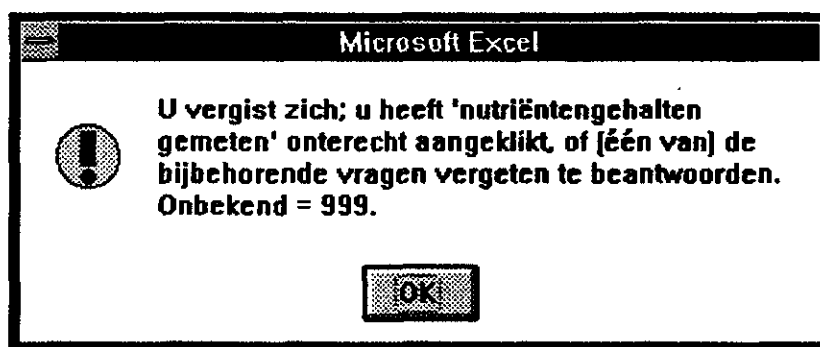 Microsoft Excel
U vergist zich; u heeft 'nutriëntengehalten
gemeten' onterecht aangeklikt, of (één van) de
bijbehorende vragen vergeten te beantwoorden.
Onbekend = 999.
OK